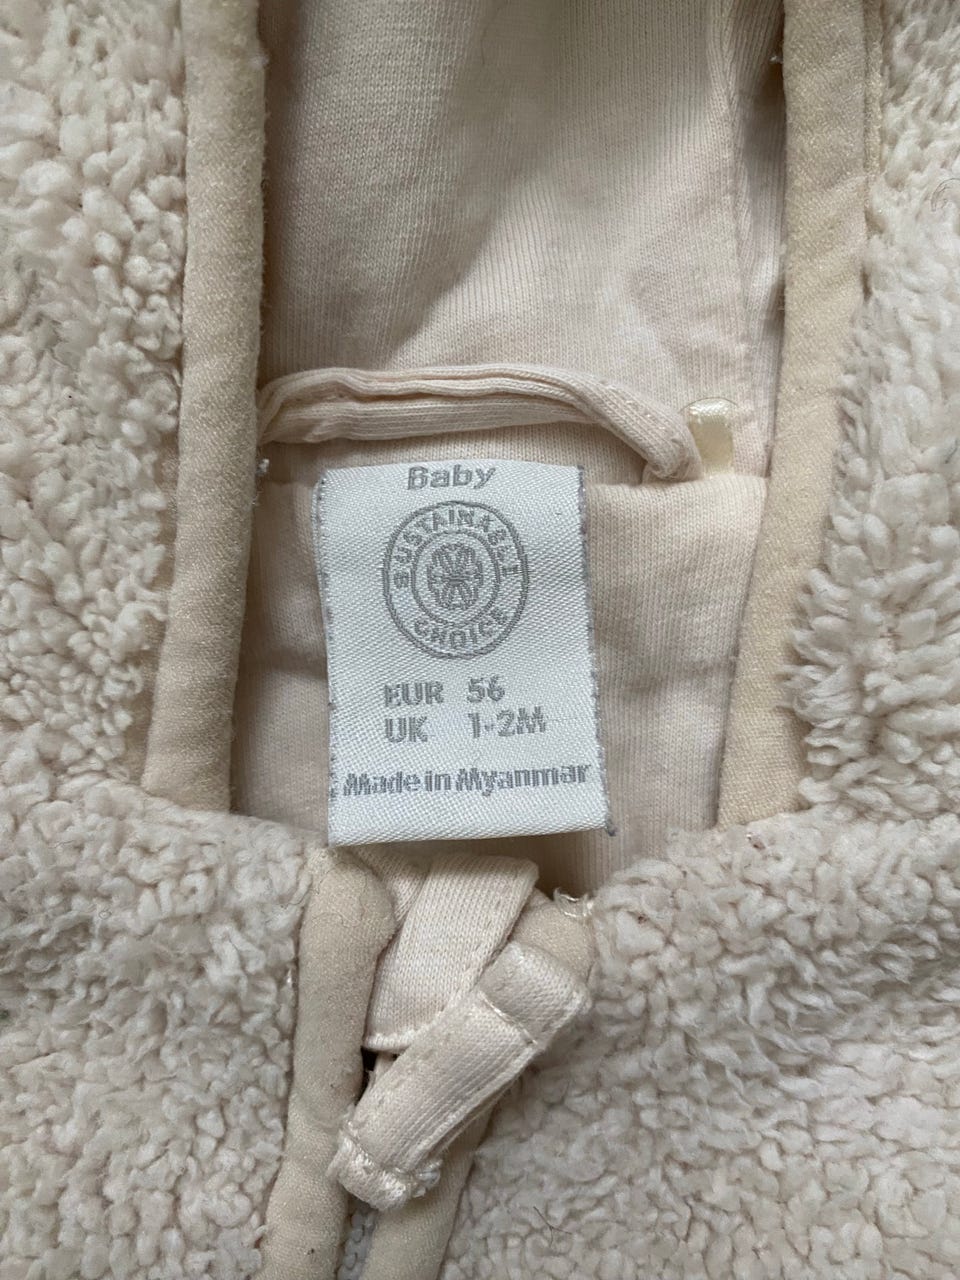 Baby
SUSTAINABLE
CHOICE
EUR 56
UK 1-2M
Made in Myanmar